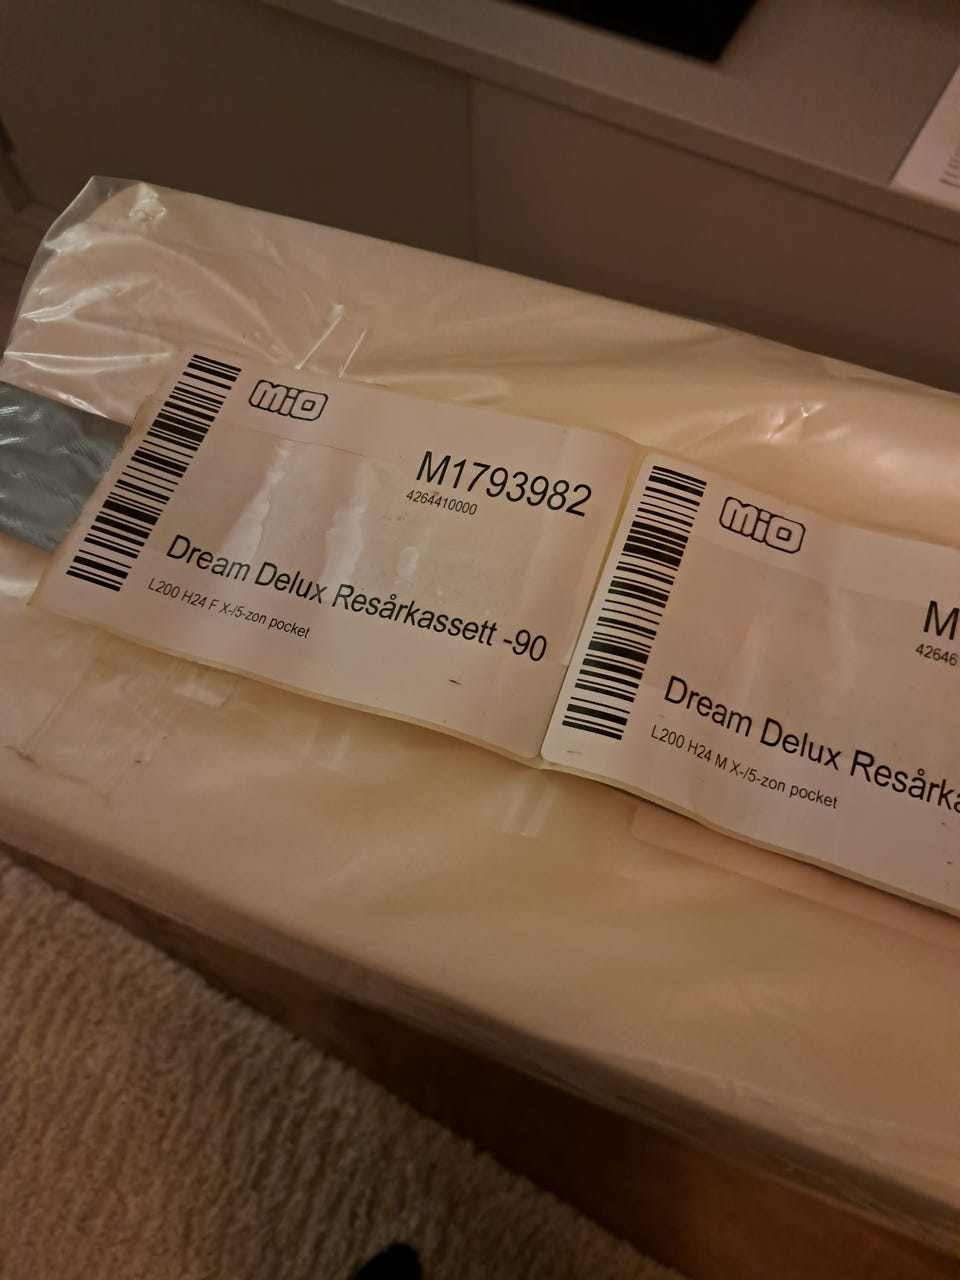 MiO
M1793982
4264410000
Dream Delux Resårkassett -90
L200 H24 F X-/5-zon pocket
MiO
M
42646
Dream Delux Resårka
L200 H24 M X-/5-zon pocket